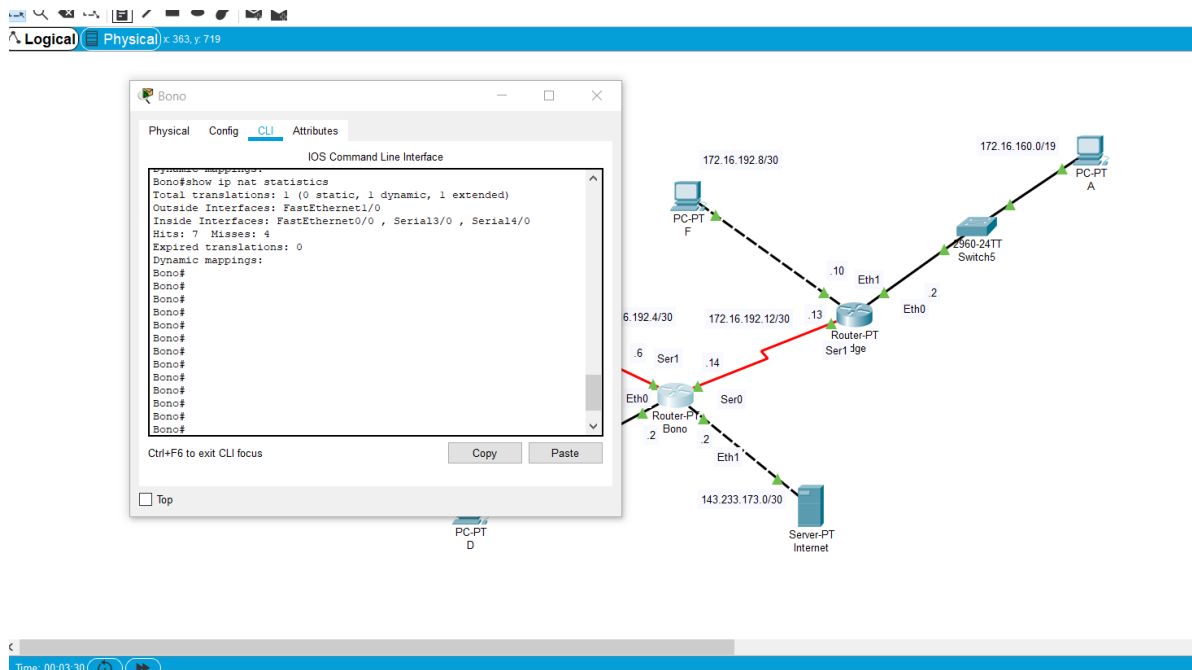 Logical
Physical
x: 363, y: 719
Bono
Physical Config CLI Attributes
IOS Command Line Interface
Dynamic mappings:
Bono#show ip nat statistics
Total translations: 1 (0 static, 1 dynamic, 1 extended)
Outside Interfaces: FastEthernet1/0
Inside Interfaces: FastEthernet0/0 , Serial3/0 , Serial4/0
Hits: 7 Misses: 4
Expired translations: 0
Dynamic mappings:
Bono#
Bono#
Bono#
Bono#
Bono#
Bono#
Bono#
Bono#
Bono#
Bono#
Bono#
Bono#
Bono#
Ctrl+F6 to exit CLI focus
Copy
Paste
Top
172.16.192.8/30
172.16.160.0/19
PC-PT
A
PC-PT
F
2960-24TT
Switch5
.10
Eth1
.2
Eth0
6.192.4/30
172.16.192.12/30
.13
Router-PT
Ser1
dge
.6
Ser1
.14
Eth0
Ser0
Router-PT
Bono
.2
.2
Eth1
143.233.173.0/30
Server-PT
Internet
PC-PT
D
Time: 00:03:30